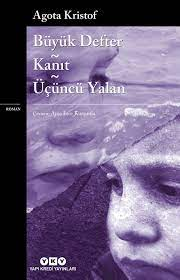 Agota Kristof
Büyük Defter
~
Kanıt
~
Üçüncü Yalan
ROMAN
YKY
YAPI KREDİ YAYINLARI